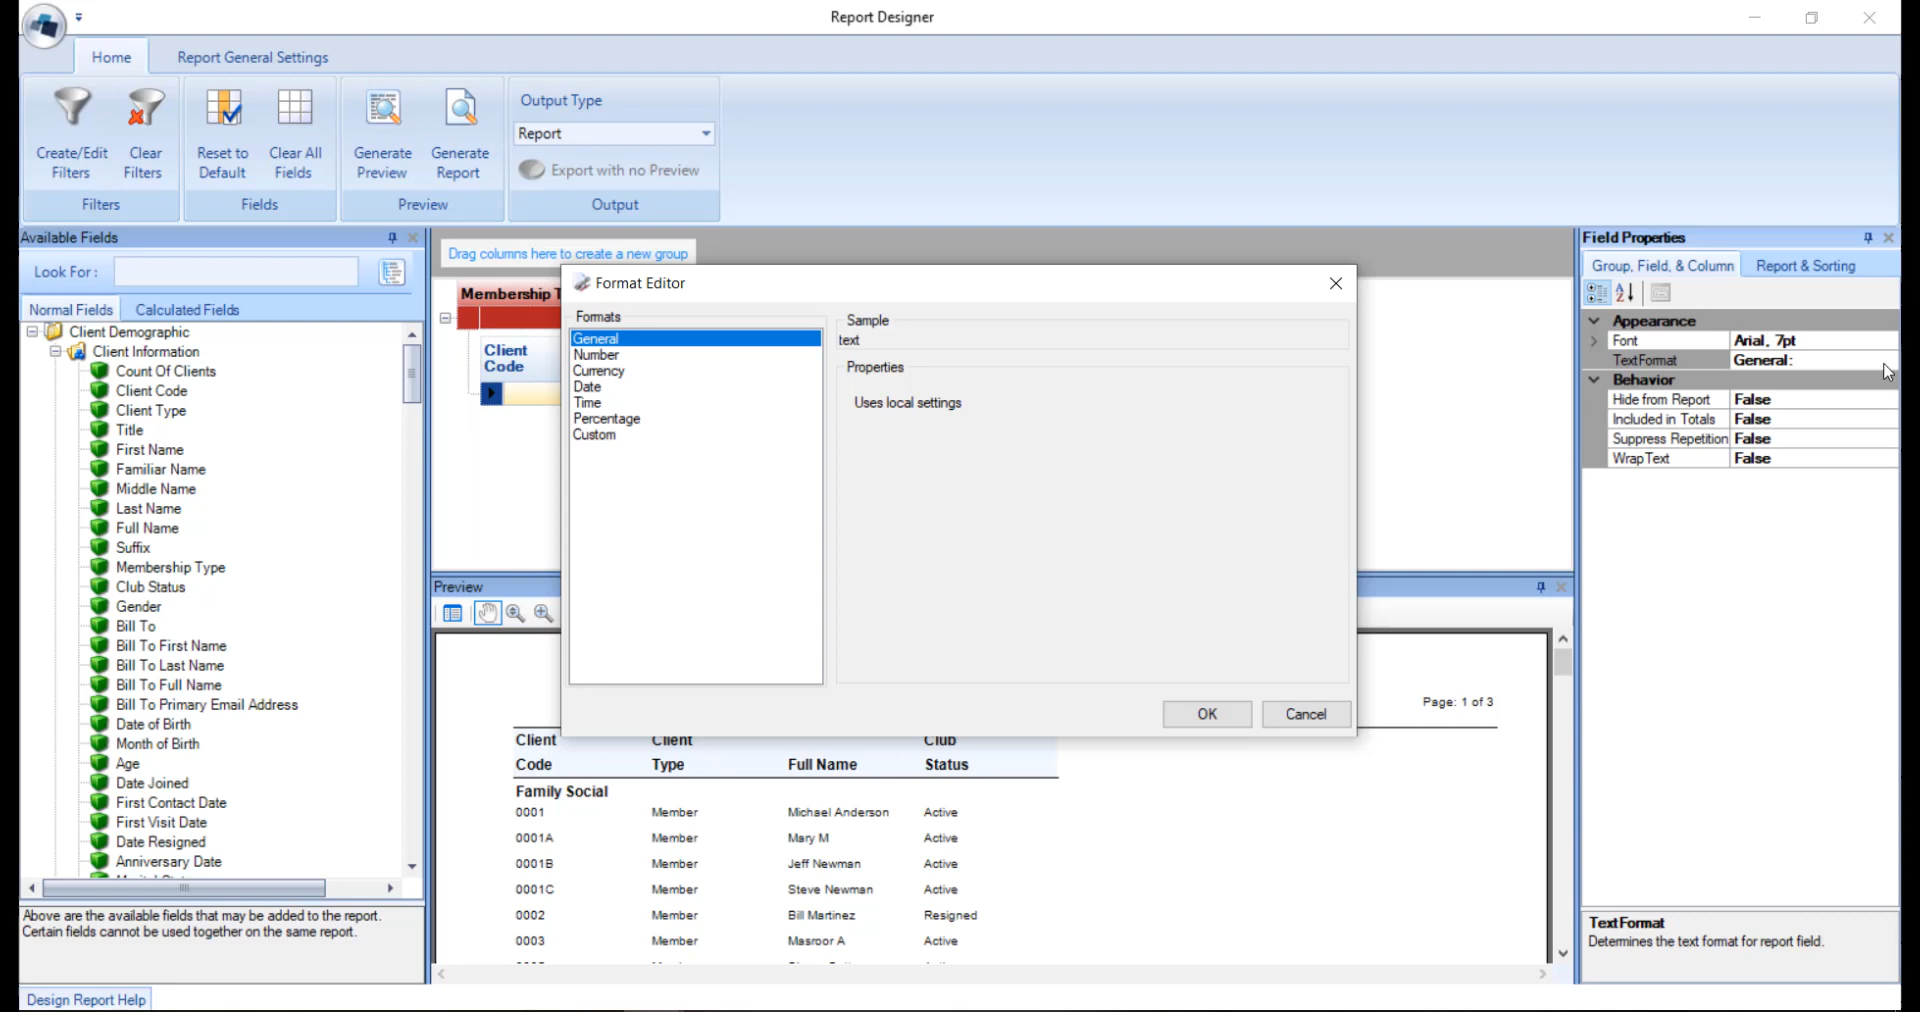 Report Designer
Home
Report General Settings
Create/Edit Filters
Clear Filters
Filters
Reset to Default
Clear All Fields
Fields
Generate Preview
Generate Report
Preview
Output Type
Report
Export with no Preview
Output
Available Fields
Look For :
Normal Fields
Calculated Fields
Client Demographic
Client Information
Count Of Clients
Client Code
Client Type
Title
First Name
Familiar Name
Middle Name
Last Name
Full Name
Suffix
Membership Type
Club Status
Gender
Bill To
Bill To First Name
Bill To Last Name
Bill To Full Name
Bill To Primary Email Address
Date of Birth
Month of Birth
Age
Date Joined
First Contact Date
First Visit Date
Date Resigned
Anniversary Date
Above are the available fields that may be added to the report.
Certain fields cannot be used together on the same report.
Design Report Help
Drag columns here to create a new group
Membership T
Client
Code
Format Editor
Formats
General
Number
Currency
Date
Time
Percentage
Custom
Sample
text
Properties
Uses local settings
OK
Cancel
Preview
Page: 1 of 3
Client Client Club
Code Type Full Name Status
Family Social
0001 Member Michael Anderson Active
0001A Member Mary M Active
0001B Member Jeff Newman Active
0001C Member Steve Newman Active
0002 Member Bill Martinez Resigned
0003 Member Masroor A Active
Field Properties
Group, Field, & Column
Report & Sorting
Appearance
Font Arial, 7pt
TextFormat General:
Behavior
Hide from Report False
Included in Totals False
Suppress Repetition False
WrapText False
TextFormat
Determines the text format for report field.